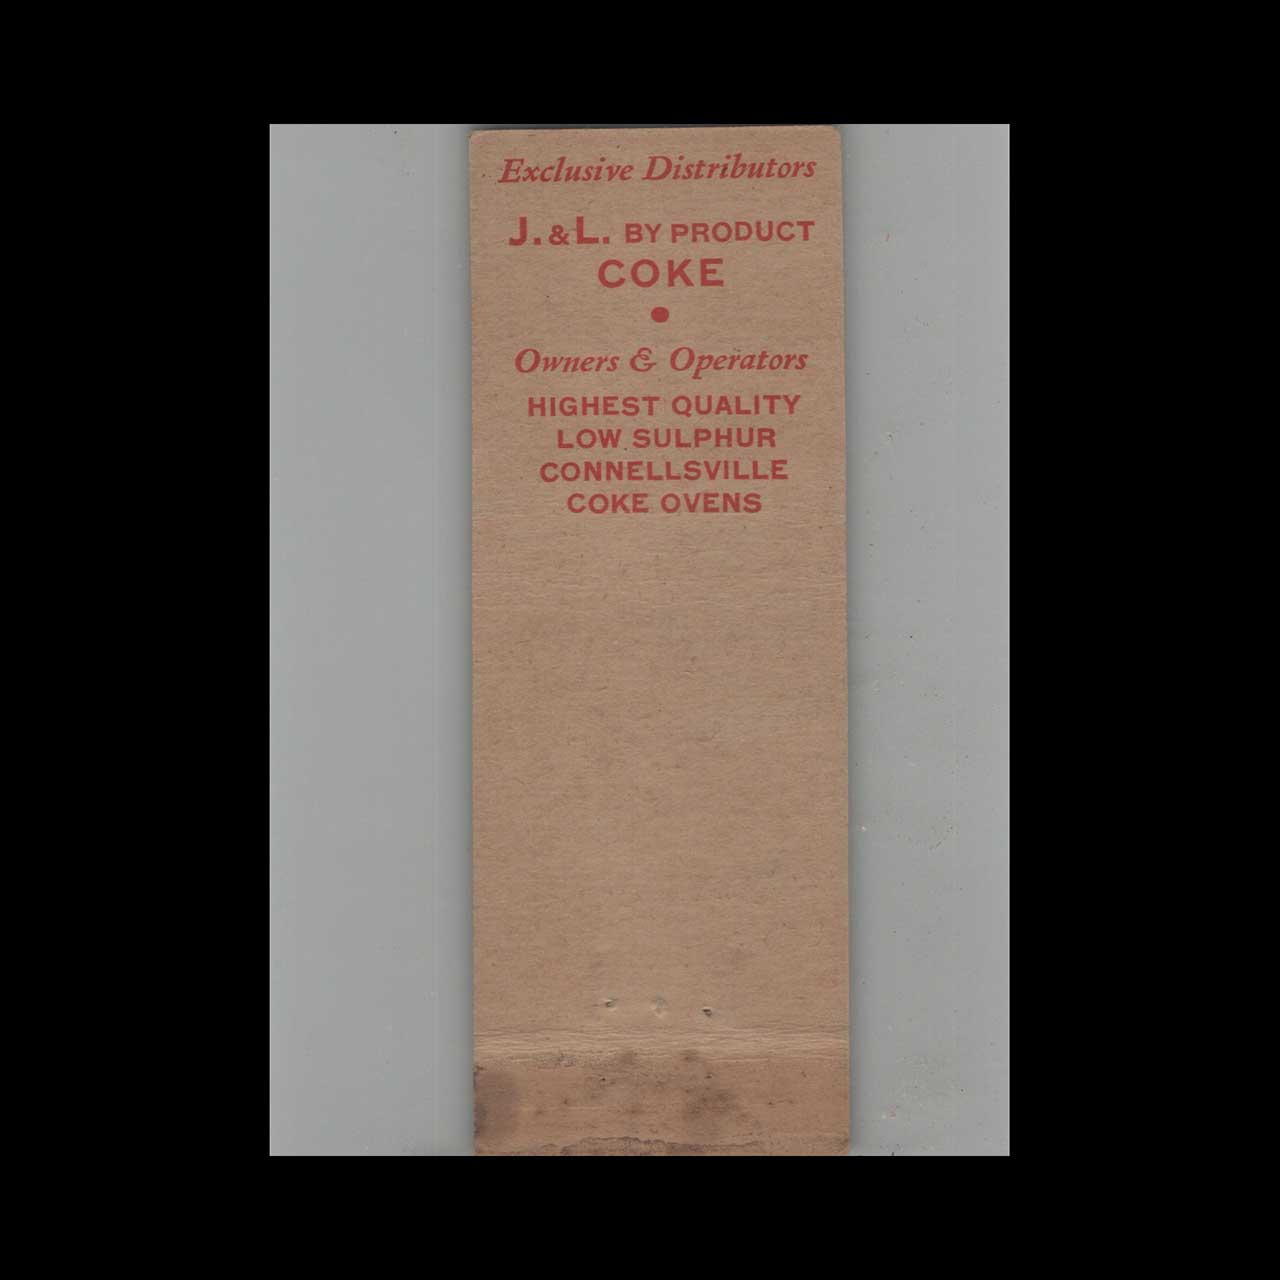 Exclusive Distributors
J. & L. BY PRODUCT
COKE
Owners & Operators
HIGHEST QUALITY
LOW SULPHUR
CONNELLSVILLE
COKE OVENS